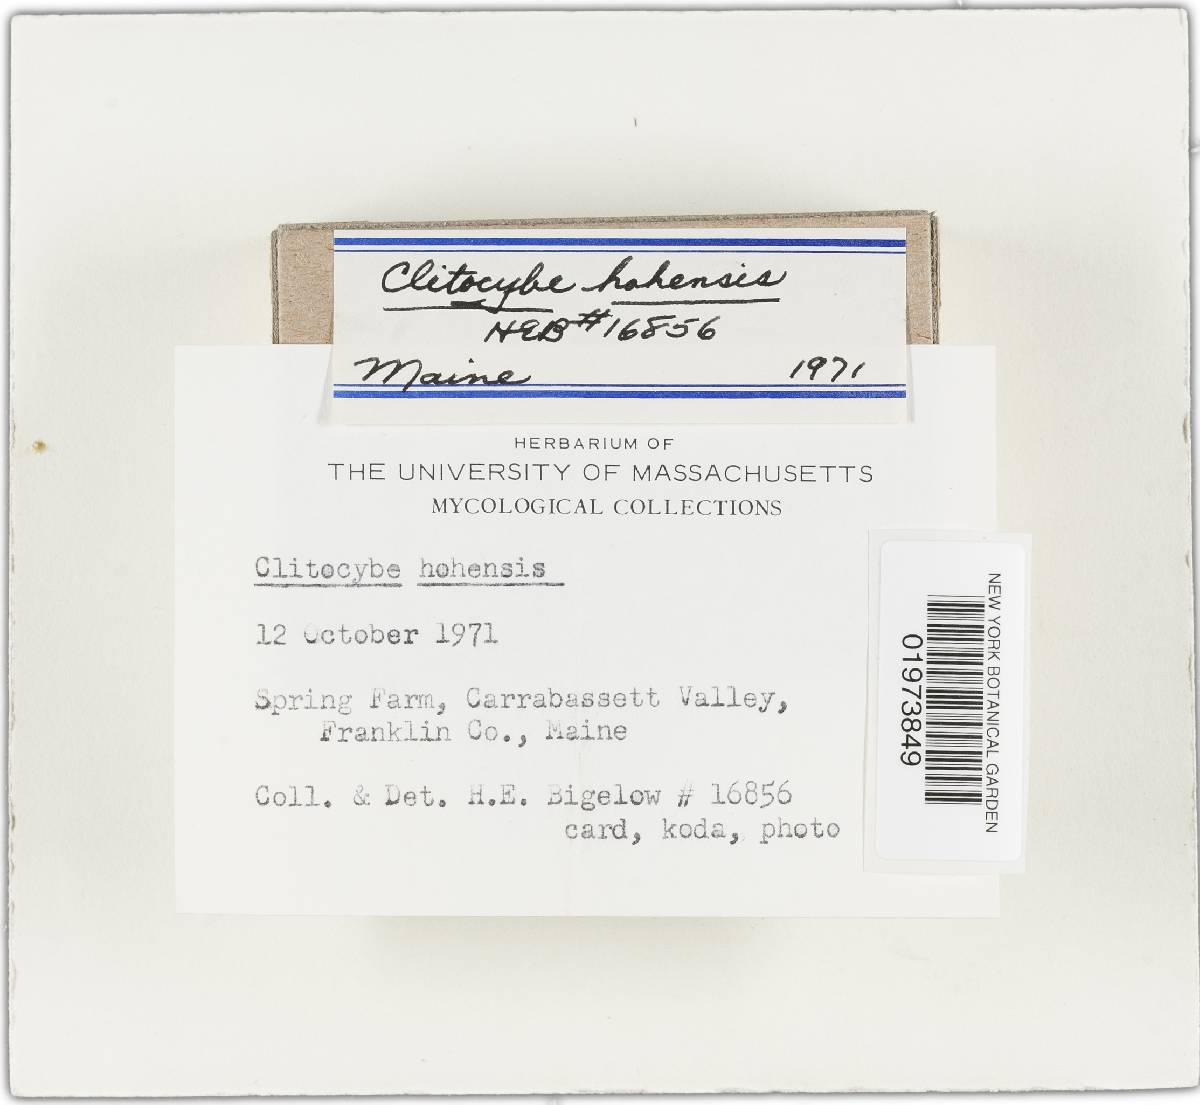 Clitocybe hohensis
HEB #16856
Maine 1971
HERBARIUM OF
THE UNIVERSITY OF MASSACHUSETTS
MYCOLOGICAL COLLECTIONS
Clitocybe hohensis
12 October 1971
Spring Farm, Carrabassett Valley,
Franklin Co., Maine
Coll. & Det. H.E. Bigelow # 16856
card, koda, photo
NEW YORK BOTANICAL GARDEN
01973849